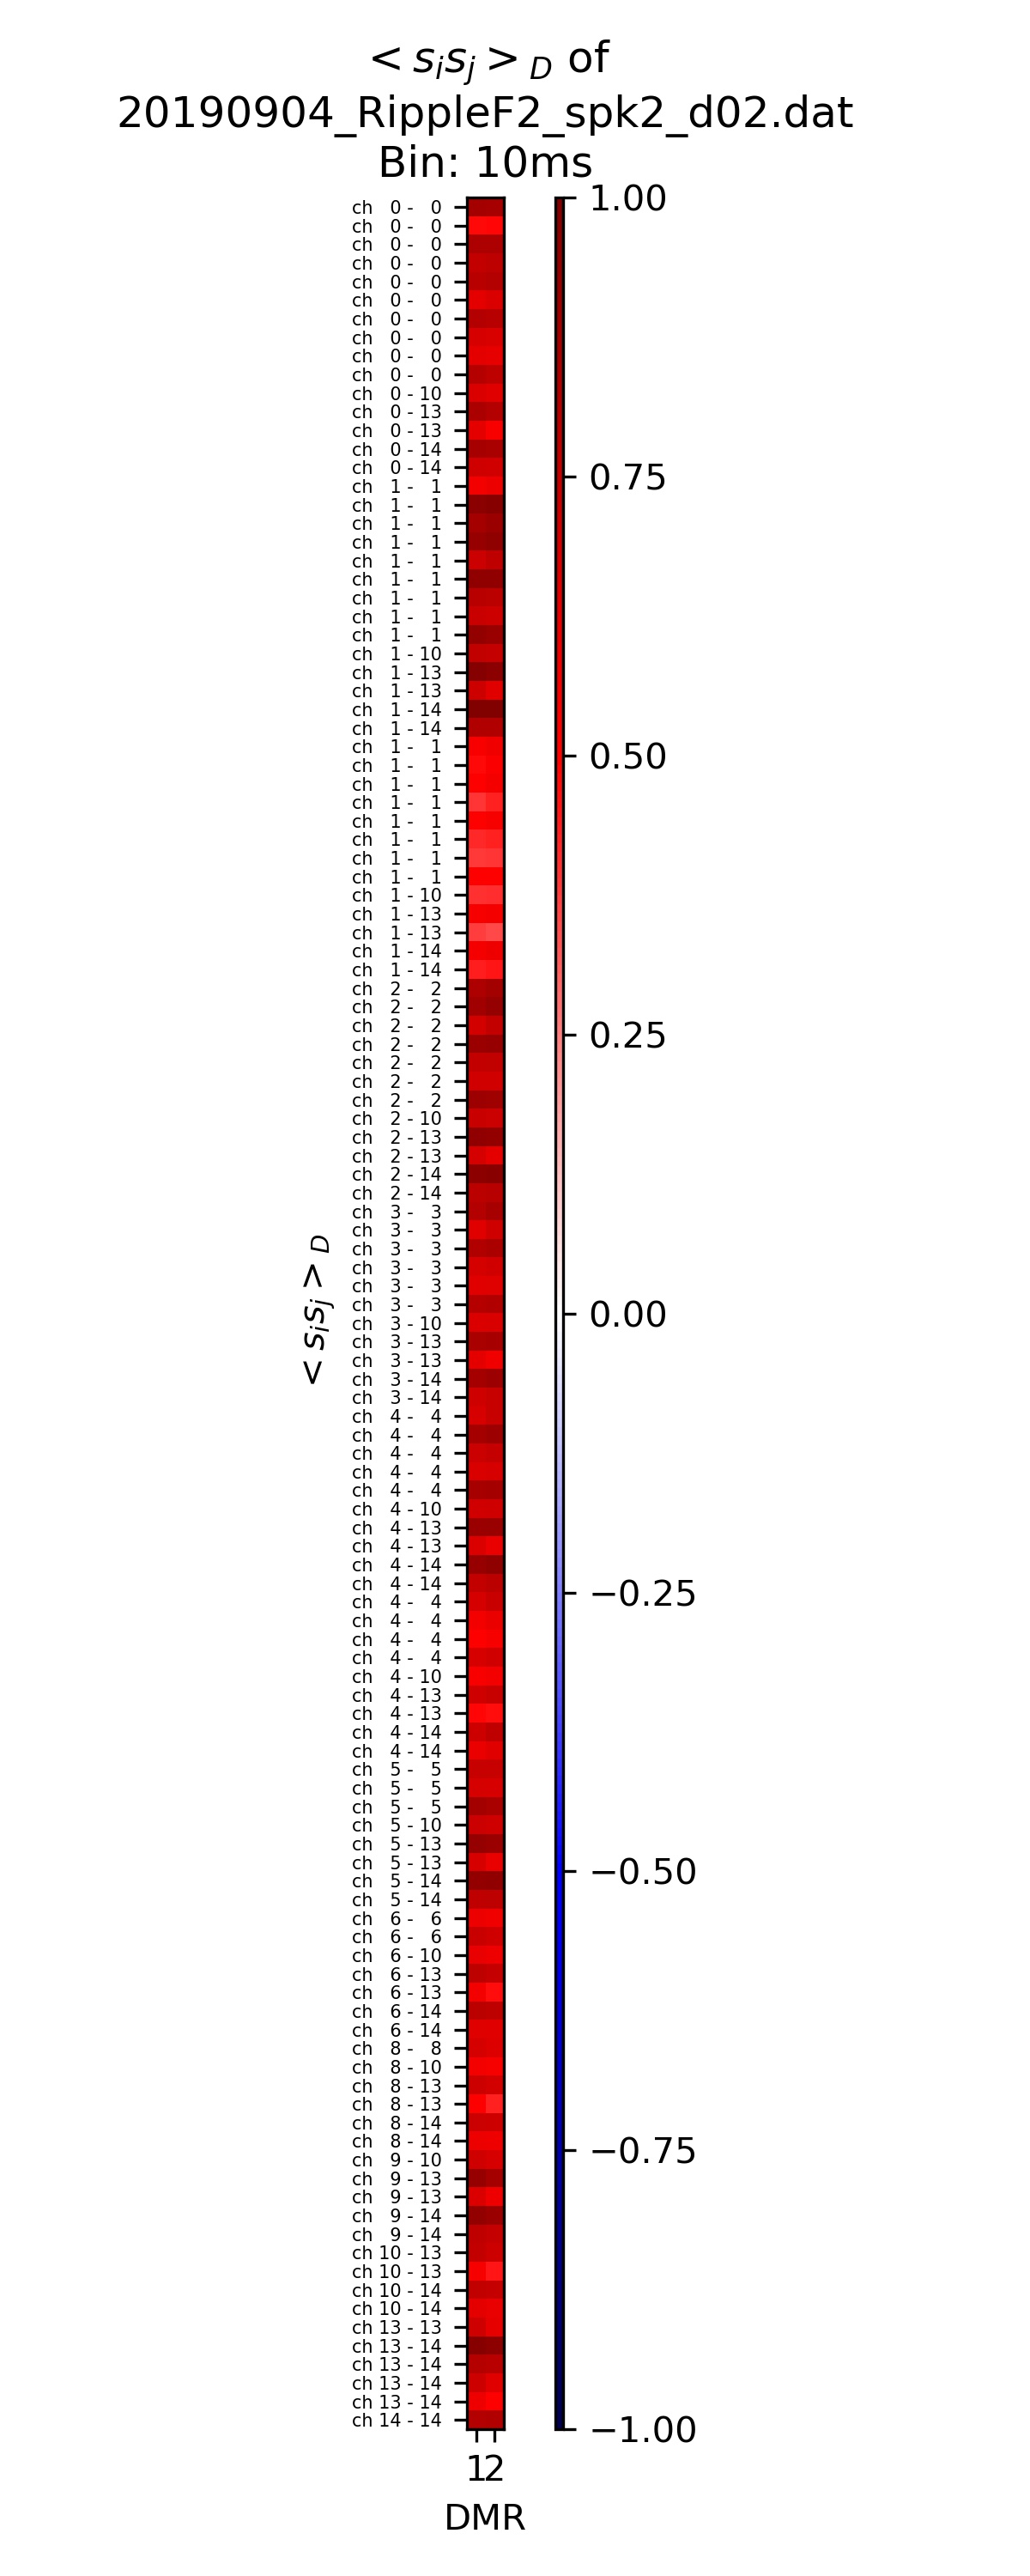 < s_i s_j >_D of
20190904_RippleF2_spk2_d02.dat
Bin: 10ms
ch 0 - 0
ch 0 - 0
ch 0 - 0
ch 0 - 0
ch 0 - 0
ch 0 - 0
ch 0 - 0
ch 0 - 0
ch 0 - 0
ch 0 - 0
ch 0 - 10
ch 0 - 13
ch 0 - 13
ch 0 - 14
ch 0 - 14
ch 1 - 1
ch 1 - 1
ch 1 - 1
ch 1 - 1
ch 1 - 1
ch 1 - 1
ch 1 - 1
ch 1 - 1
ch 1 - 1
ch 1 - 10
ch 1 - 13
ch 1 - 13
ch 1 - 14
ch 1 - 14
ch 1 - 1
ch 1 - 1
ch 1 - 1
ch 1 - 1
ch 1 - 1
ch 1 - 1
ch 1 - 1
ch 1 - 1
ch 1 - 10
ch 1 - 13
ch 1 - 13
ch 1 - 14
ch 1 - 14
ch 2 - 2
ch 2 - 2
ch 2 - 2
ch 2 - 2
ch 2 - 2
ch 2 - 2
ch 2 - 2
ch 2 - 10
ch 2 - 13
ch 2 - 13
ch 2 - 14
ch 2 - 14
ch 3 - 3
ch 3 - 3
ch 3 - 3
ch 3 - 3
ch 3 - 3
ch 3 - 3
ch 3 - 10
ch 3 - 13
ch 3 - 13
ch 3 - 14
ch 3 - 14
ch 4 - 4
ch 4 - 4
ch 4 - 4
ch 4 - 4
ch 4 - 4
ch 4 - 10
ch 4 - 13
ch 4 - 13
ch 4 - 14
ch 4 - 14
ch 4 - 4
ch 4 - 4
ch 4 - 4
ch 4 - 4
ch 4 - 10
ch 4 - 13
ch 4 - 13
ch 4 - 14
ch 4 - 14
ch 5 - 5
ch 5 - 5
ch 5 - 5
ch 5 - 10
ch 5 - 13
ch 5 - 13
ch 5 - 14
ch 5 - 14
ch 6 - 6
ch 6 - 6
ch 6 - 10
ch 6 - 13
ch 6 - 13
ch 6 - 14
ch 6 - 14
ch 8 - 8
ch 8 - 10
ch 8 - 13
ch 8 - 13
ch 8 - 14
ch 8 - 14
ch 9 - 10
ch 9 - 13
ch 9 - 13
ch 9 - 14
ch 9 - 14
ch 10 - 13
ch 10 - 13
ch 10 - 14
ch 10 - 14
ch 13 - 13
ch 13 - 14
ch 13 - 14
ch 13 - 14
ch 13 - 14
ch 14 - 14
< s_i s_j >_D
1.00
0.75
0.50
0.25
0.00
−0.25
−0.50
−0.75
−1.00
1 2
DMR